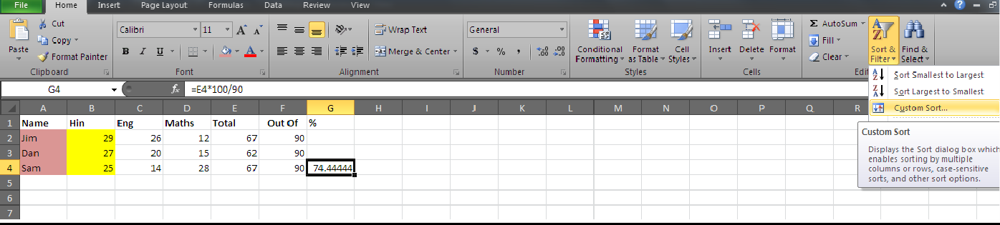 File Home Insert Page Layout Formulas Data Review View
Cut
Copy
Format Painter
Paste
Clipboard
Calibri 11 A A
B I U A
Font
Wrap Text
Merge & Center
Alignment
General
$ % , .0 .00 .00 .0
Number
Conditional Formatting
Format as Table
Cell Styles
Styles
Insert Delete Format
Cells
Σ AutoSum
Fill
Clear
Edit
Sort & Filter
Find & Select
Sort Smallest to Largest
Sort Largest to Smallest
Custom Sort...
G4 fx =E4*100/90
A B C D E F G H I J K L M N O P Q R
1 Name Hin Eng Maths Total Out Of %
2 Jim 29 26 12 67 90
3 Dan 27 20 15 62 90
4 Sam 25 14 28 67 90 74.44444
5
6
7
Custom Sort
Displays the Sort dialog box which
enables sorting by multiple
columns or rows, case-sensitive
sorts, and other sort options.